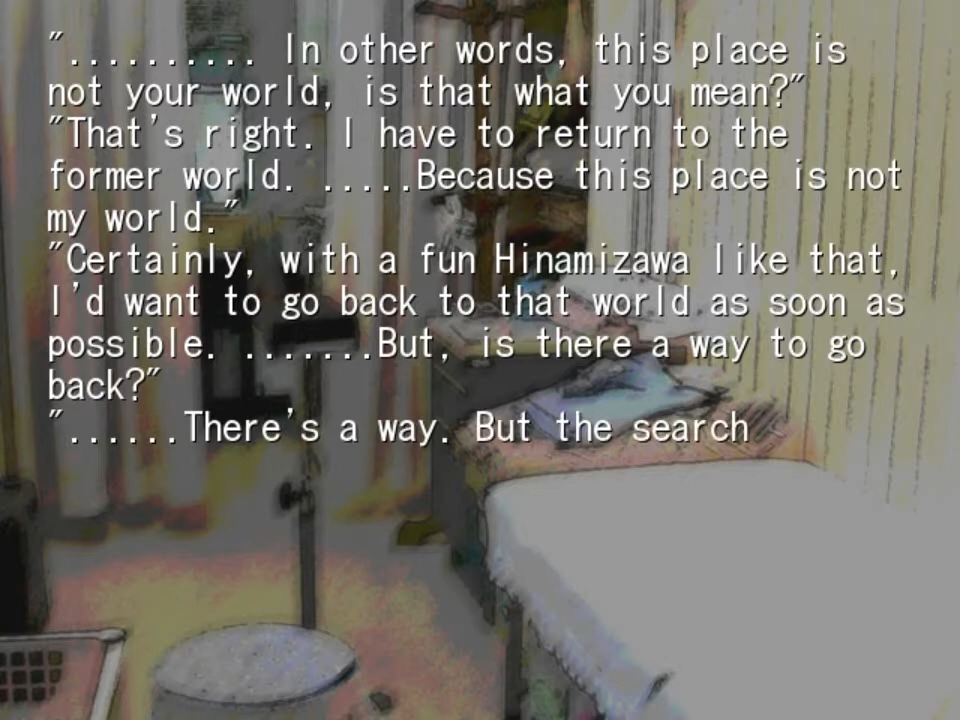 ".......... In other words, this place is
not your world, is that what you mean?"
"That's right. I have to return to the
former world. .....Because this place is not
my world."
"Certainly, with a fun Hinamizawa like that,
I'd want to go back to that world as soon as
possible. .......But, is there a way to go
back?"
"......There's a way. But the search